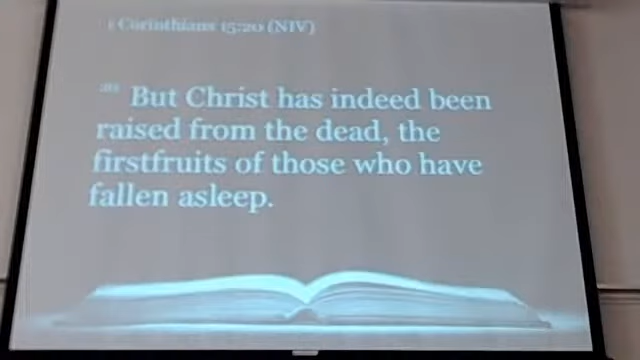 1 Corinthians 15:20 (NIV)
20 But Christ has indeed been
raised from the dead, the
firstfruits of those who have
fallen asleep.